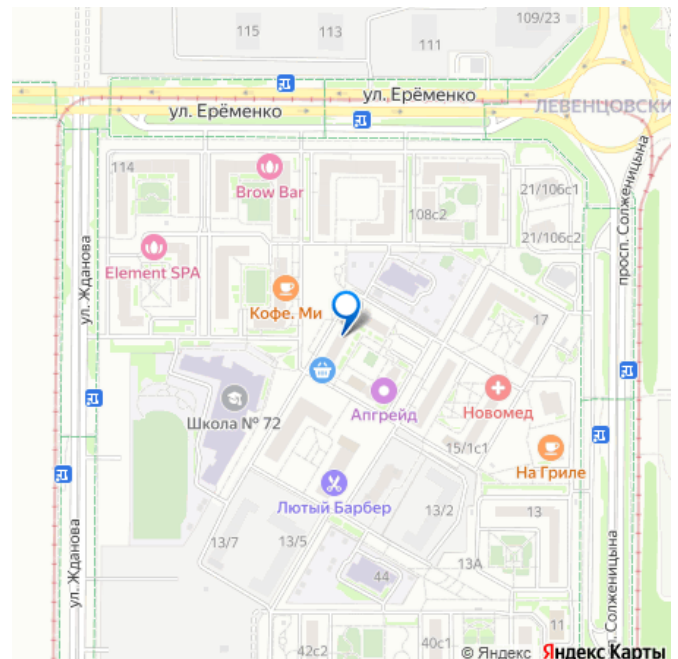 109/23
115
113
111
ул. Ерёменко
ул. Ерёменко
ЛЕВЕНЦОВСКИ
114
Brow Bar
108с2
21/106с1
21/106с2
просп. Солженицына
ул. Жданова
Element SPA
Кофе. Ми
17
Школа № 72
Апгрейд
Новомед
15/1с1
На Гриле
Лютый Барбер
13/2
13
13/7
13/5
13А
44
ул. Жданова
Солженицына
11
42с2
40с1
© Яндекс Яндекс Карты